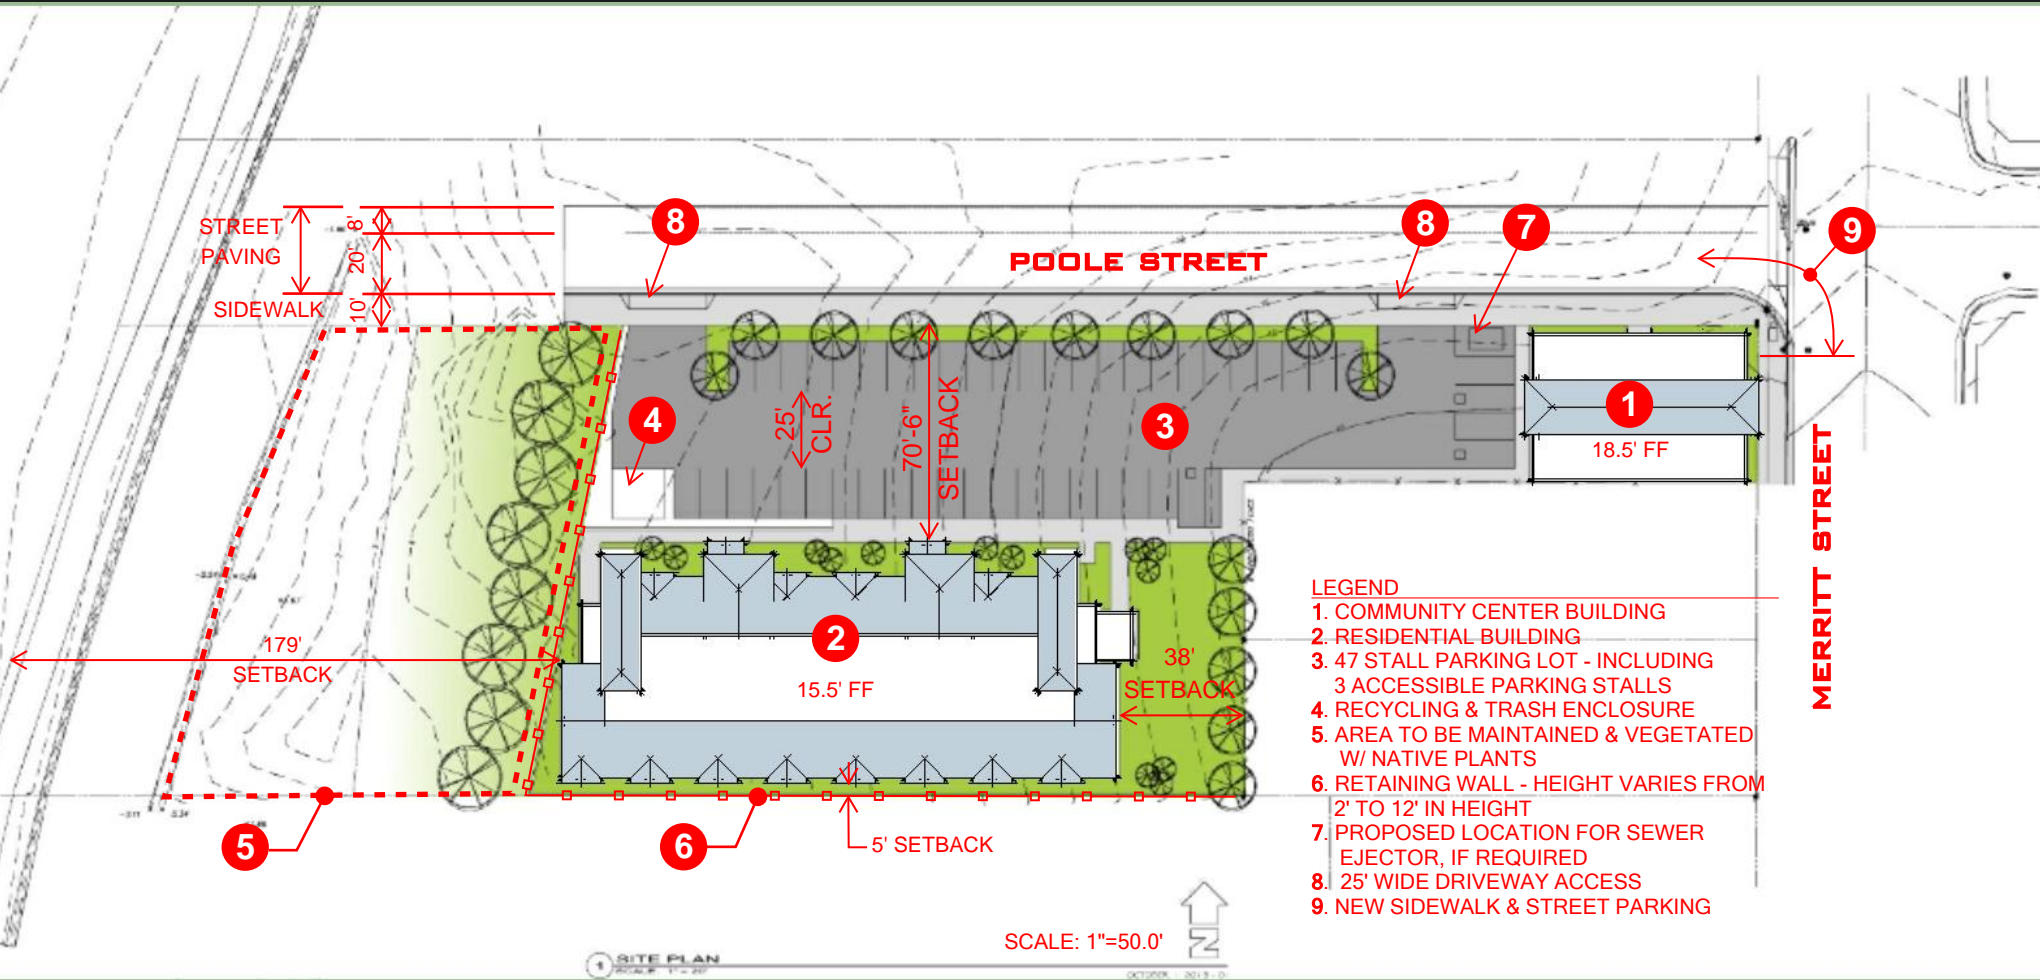 STREET
PAVING
8'
20'
SIDEWALK
10'
8
8
7
9
POOLE STREET
4
25'
CLR.
70'-6"
SETBACK
3
1
18.5' FF
MERRITT STREET
179'
SETBACK
2
15.5' FF
38'
SETBACK
5
6
5' SETBACK
LEGEND
1. COMMUNITY CENTER BUILDING
2. RESIDENTIAL BUILDING
3. 47 STALL PARKING LOT - INCLUDING
3 ACCESSIBLE PARKING STALLS
4. RECYCLING & TRASH ENCLOSURE
5. AREA TO BE MAINTAINED & VEGETATED
W/ NATIVE PLANTS
6. RETAINING WALL - HEIGHT VARIES FROM
2' TO 12' IN HEIGHT
7. PROPOSED LOCATION FOR SEWER
EJECTOR, IF REQUIRED
8. 25' WIDE DRIVEWAY ACCESS
9. NEW SIDEWALK & STREET PARKING
SCALE: 1"=50.0'
N
1 SITE PLAN
SCALE: 1" = 20'